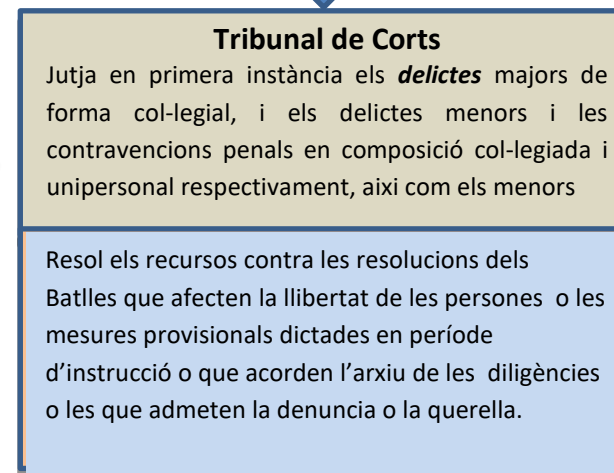 Tribunal de Corts
Jutja en primera instància els delictes majors de
forma col-legial, i els delictes menors i les
contravencions penals en composició col-legiada i
unipersonal respectivament, aixi com els menors
Resol els recursos contra les resolucions dels
Batlles que afecten la llibertat de les persones o les
mesures provisionals dictades en període
d’instrucció o que acorden l’arxiu de les diligències
o les que admeten la denuncia o la querella.